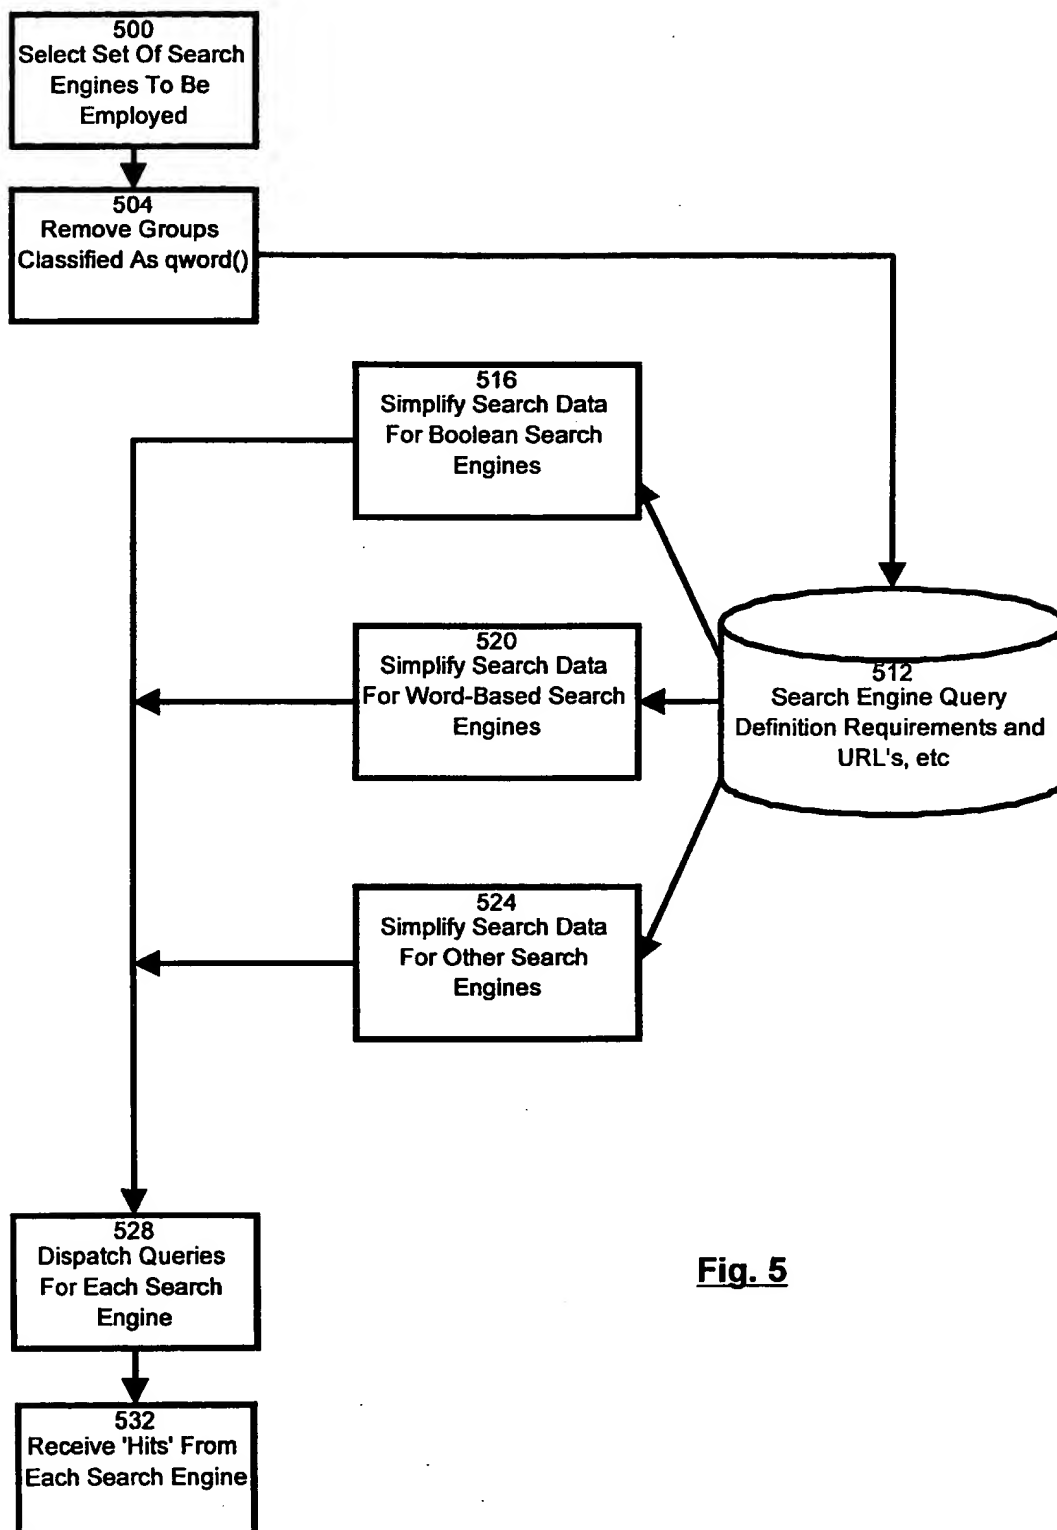 500
Select Set Of Search
Engines To Be
Employed
504
Remove Groups
Classified As qword()
516
Simplify Search Data
For Boolean Search
Engines
520
Simplify Search Data
For Word-Based Search
Engines
512
Search Engine Query
Definition Requirements and
URL's, etc
524
Simplify Search Data
For Other Search
Engines
528
Dispatch Queries
For Each Search
Engine
Fig. 5
532
Receive 'Hits' From
Each Search Engine